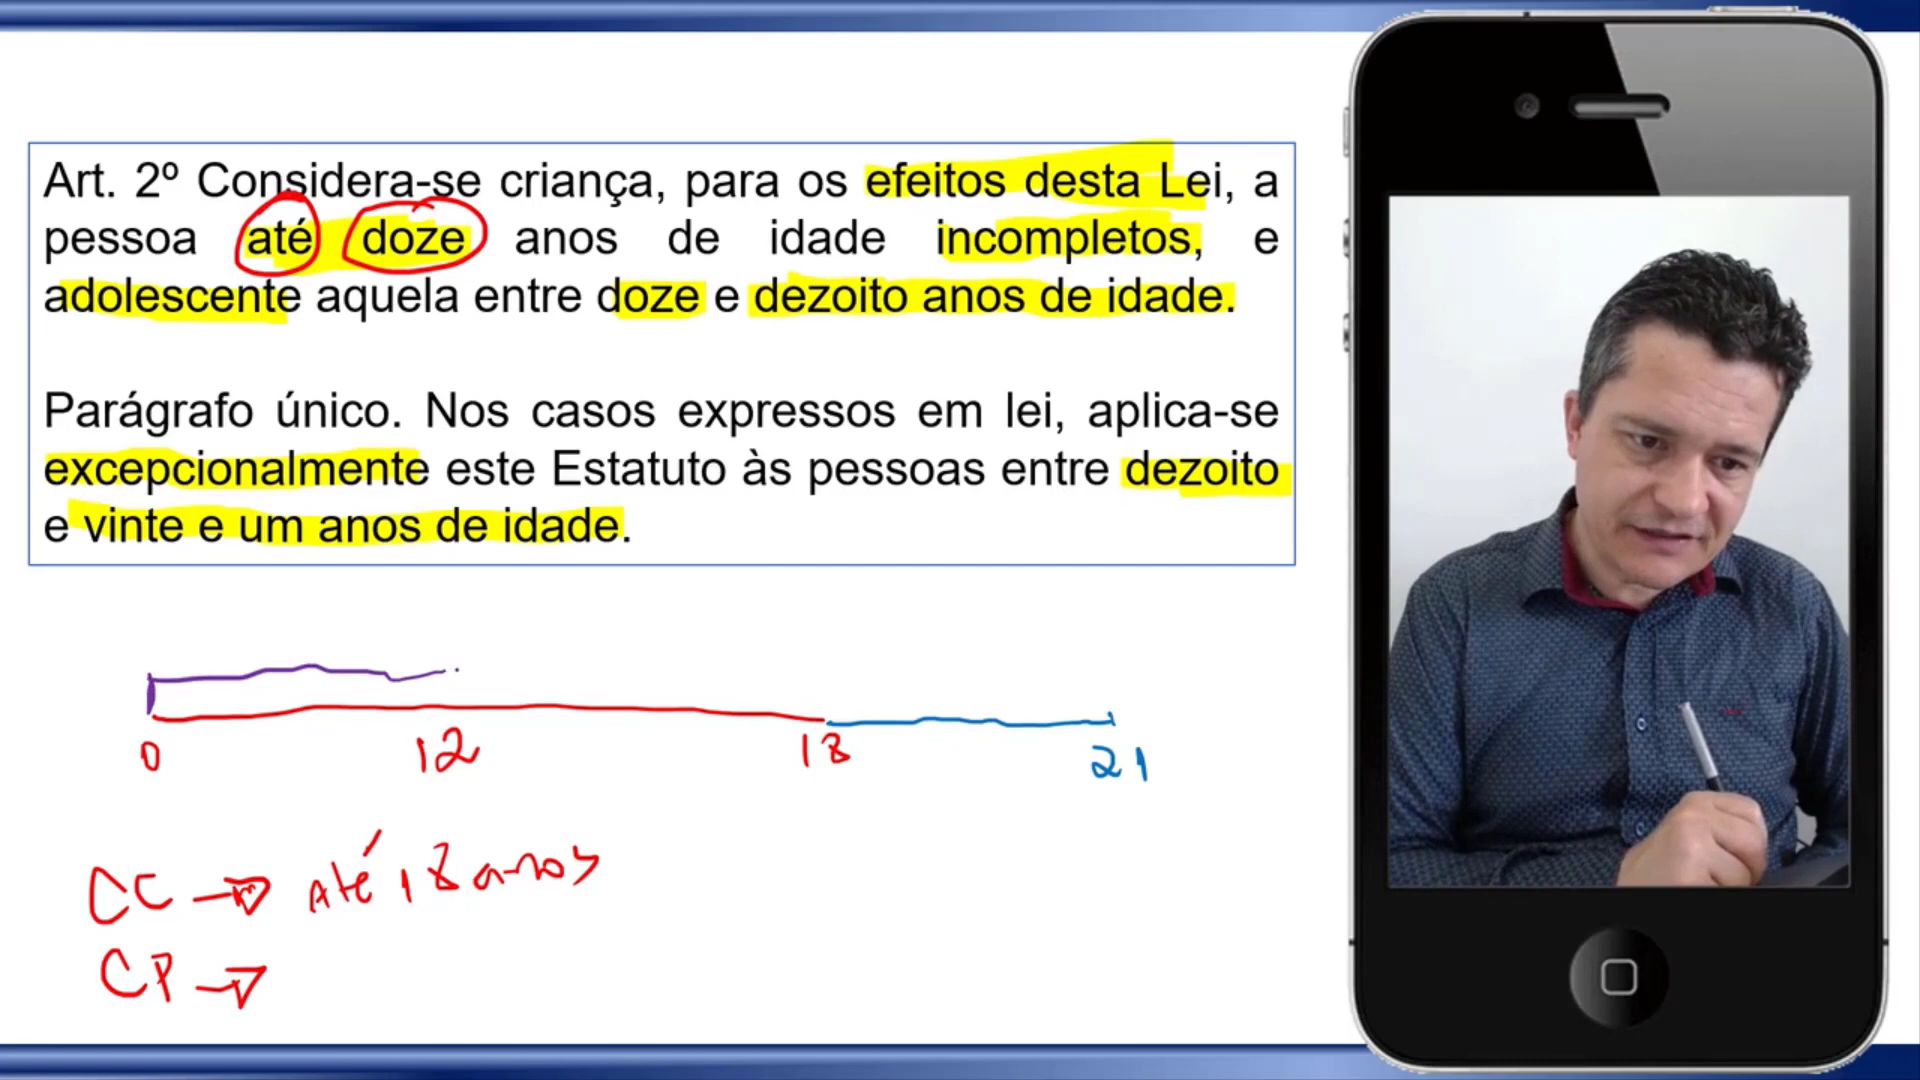 Art. 2º Considera-se criança, para os efeitos desta Lei, a
pessoa até doze anos de idade incompletos, e
adolescente aquela entre doze e dezoito anos de idade.
Parágrafo único. Nos casos expressos em lei, aplica-se
excepcionalmente este Estatuto às pessoas entre dezoito
e vinte e um anos de idade.
0 12 18 21
CC → Até 18 anos
CP →